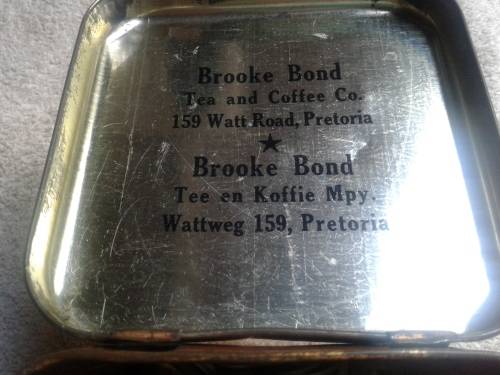 Brooke Bond
Tea and Coffee Co.
159 Watt Road, Pretoria
Brooke Bond
Tee en Koffie Mpy.
Wattweg 159, Pretoria